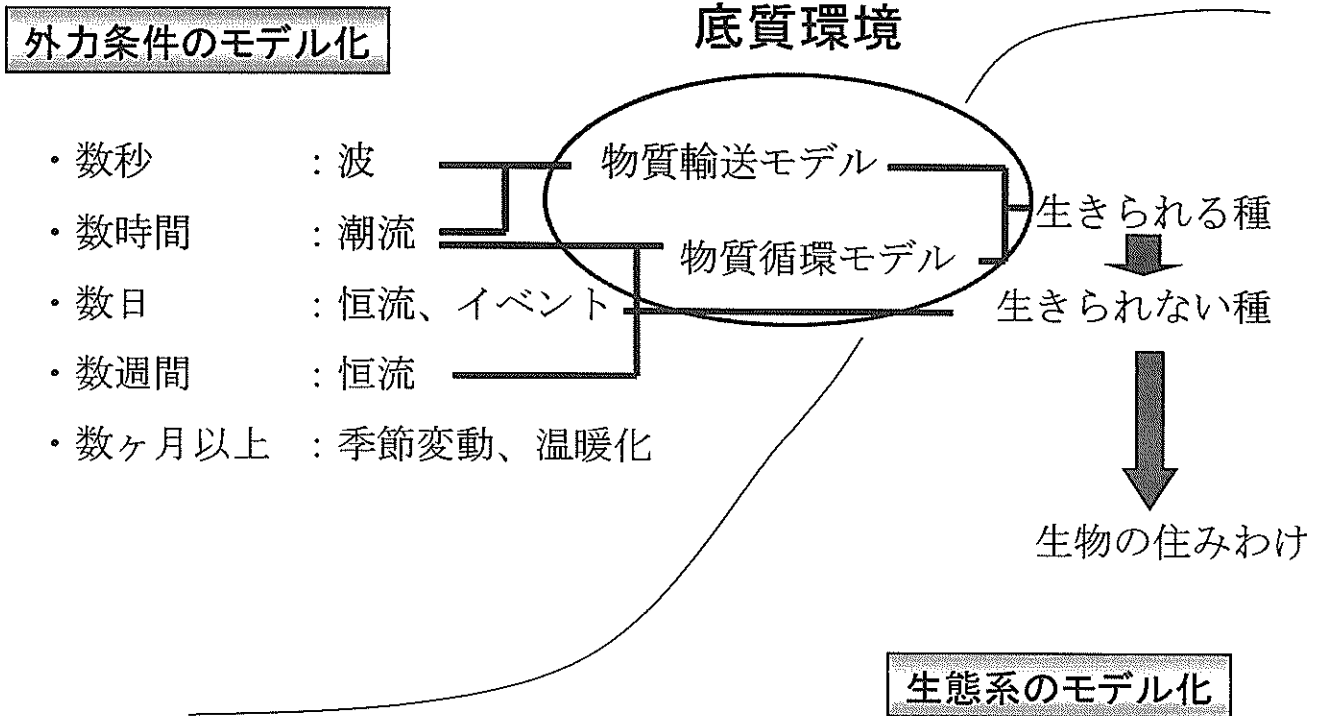 外力条件のモデル化
底質環境
・数秒 : 波
・数時間 : 潮流
・数日 : 恒流、イベント
・数週間 : 恒流
・数ヶ月以上 : 季節変動、温暖化
物質輸送モデル
物質循環モデル
生きられる種
生きられない種
生物の住みわけ
生態系のモデル化